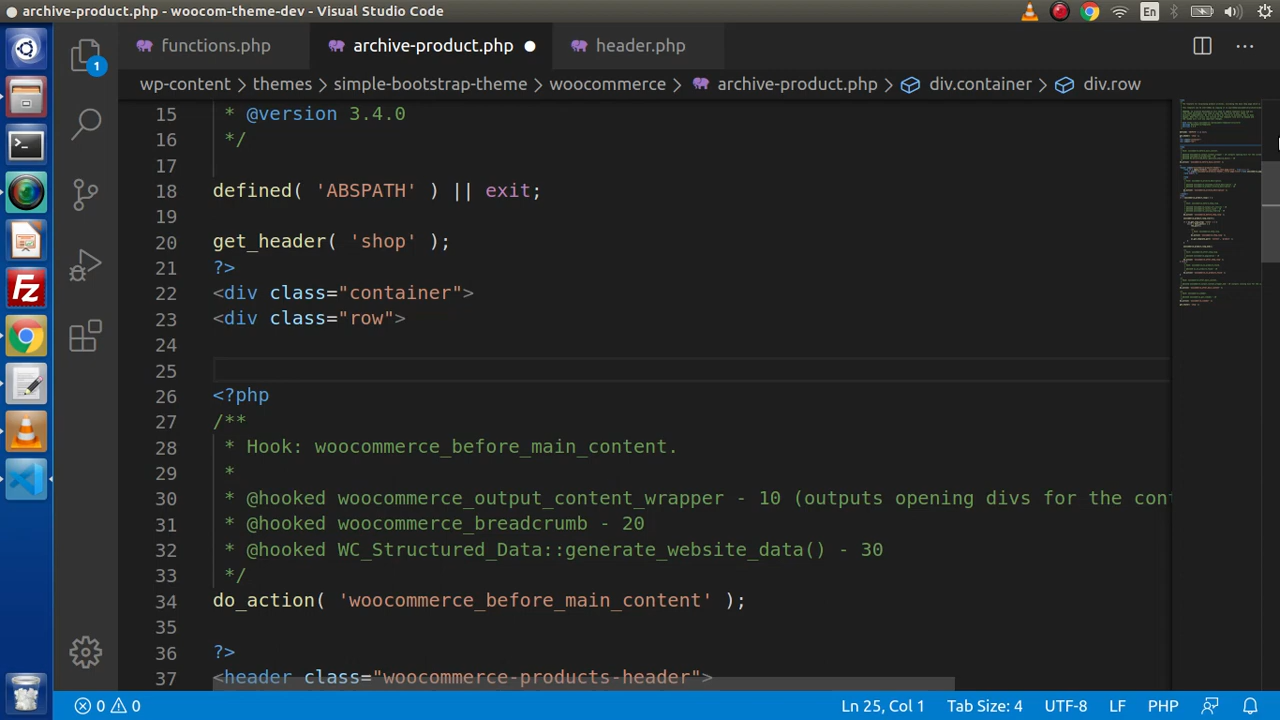 archive-product.php - woocom-theme-dev - Visual Studio Code
En
functions.php
archive-product.php
header.php
1
wp-content
themes
simple-bootstrap-theme
woocommerce
archive-product.php
div.container
div.row
15 * @version 3.4.0
16 */
17
18 defined( 'ABSPATH' ) || exit;
19
20 get_header( 'shop' );
21 ?>
22 <div class="container">
23 <div class="row">
24
25
26 <?php
27 /**
28 * Hook: woocommerce_before_main_content.
29 *
30 * @hooked woocommerce_output_content_wrapper - 10 (outputs opening divs for the con
31 * @hooked woocommerce_breadcrumb - 20
32 * @hooked WC_Structured_Data::generate_website_data() - 30
33 */
34 do_action( 'woocommerce_before_main_content' );
35
36 ?>
37 <header class="woocommerce-products-header">
0 0
Ln 25, Col 1
Tab Size: 4
UTF-8
LF
PHP